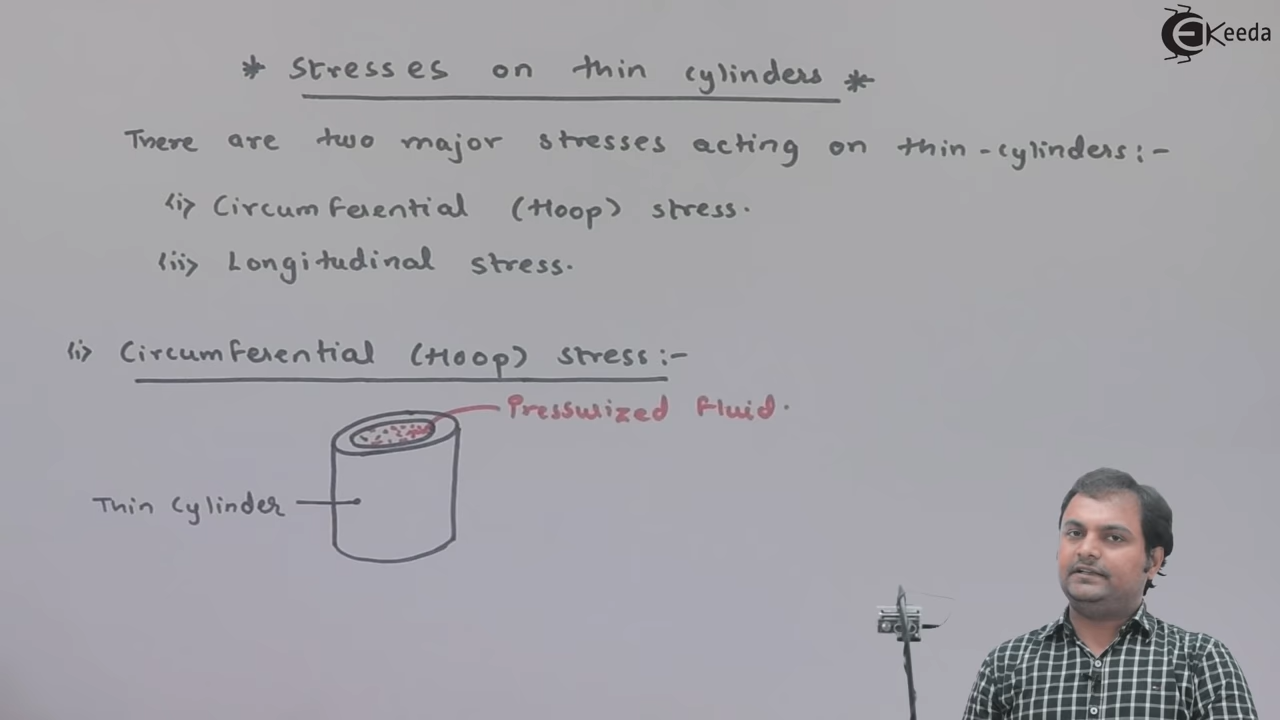 Ekeeda
* Stresses on thin cylinders *
There are two major stresses acting on thin-cylinders:-
(i) Circumferential (Hoop) stress.
(ii) Longitudinal stress.
(i) Circumferential (Hoop) stress:-
Pressurized fluid.
Thin cylinder